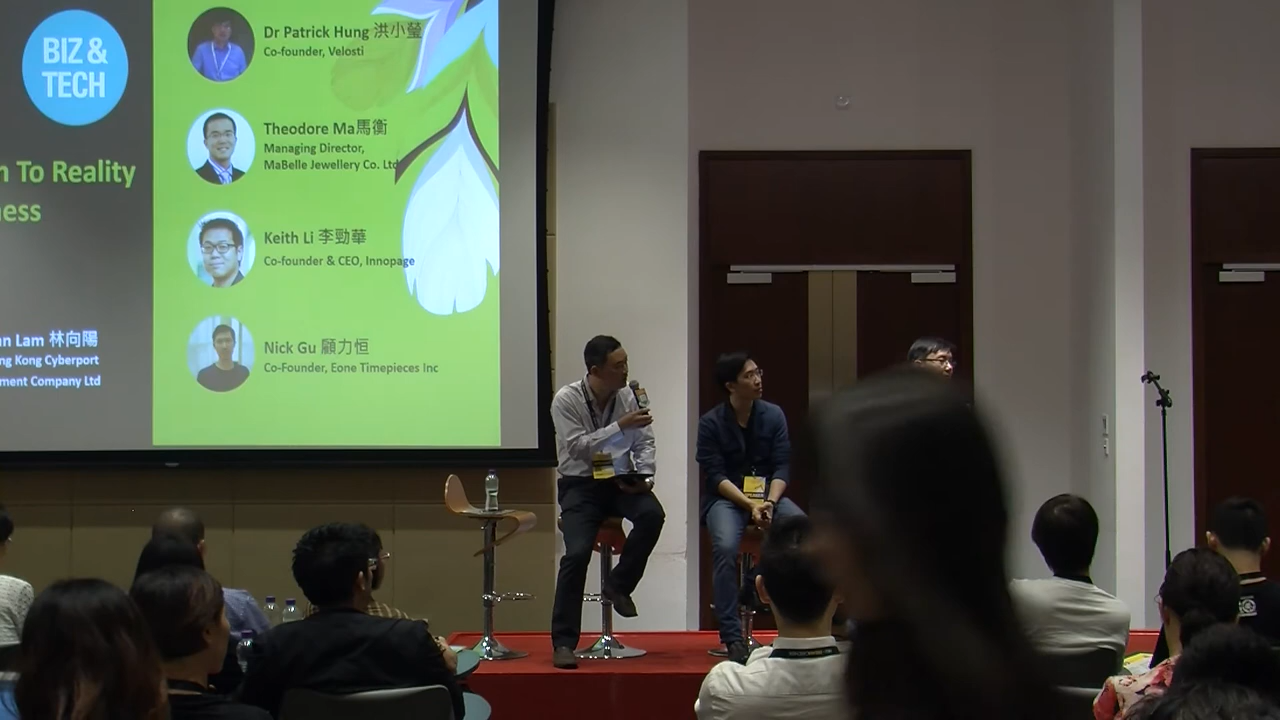 BIZ &
TECH
n To Reality
ness
an Lam 林向陽
ng Kong Cyberport
ment Company Ltd
Dr Patrick Hung 洪小瑩
Co-founder, Velosti
Theodore Ma馬衡
Managing Director,
MaBelle Jewellery Co. Ltd
Keith Li 李勁華
Co-founder & CEO, Innopage
Nick Gu 顧力恒
Co-Founder, Eone Timepieces Inc